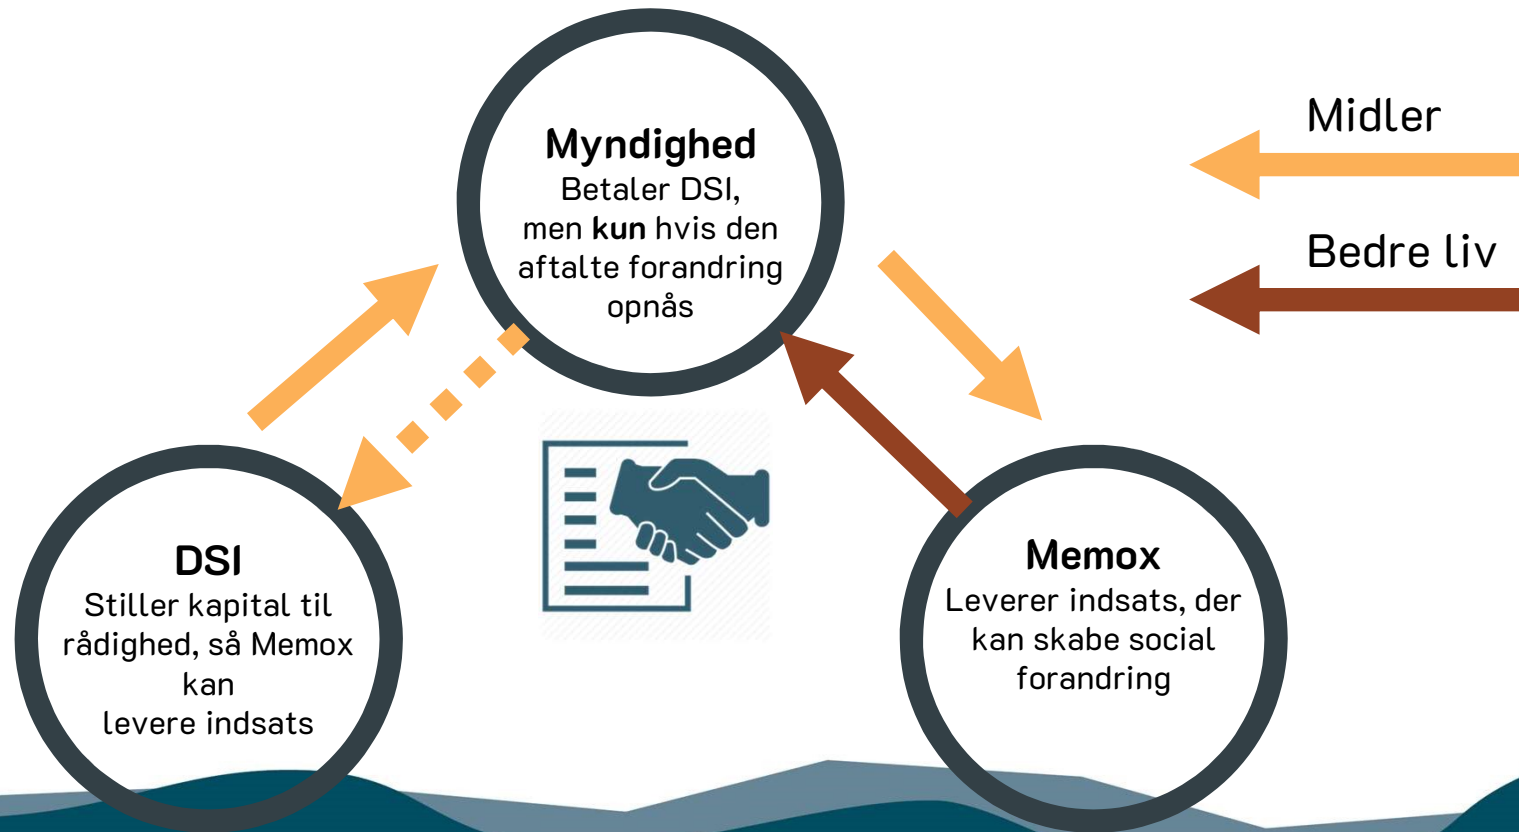 Myndighed
Betaler DSI,
men kun hvis den
aftalte forandring
opnås
Midler
Bedre liv
DSI
Stiller kapital til
rådighed, så Memox
kan
levere indsats
Memox
Leverer indsats, der
kan skabe social
forandring